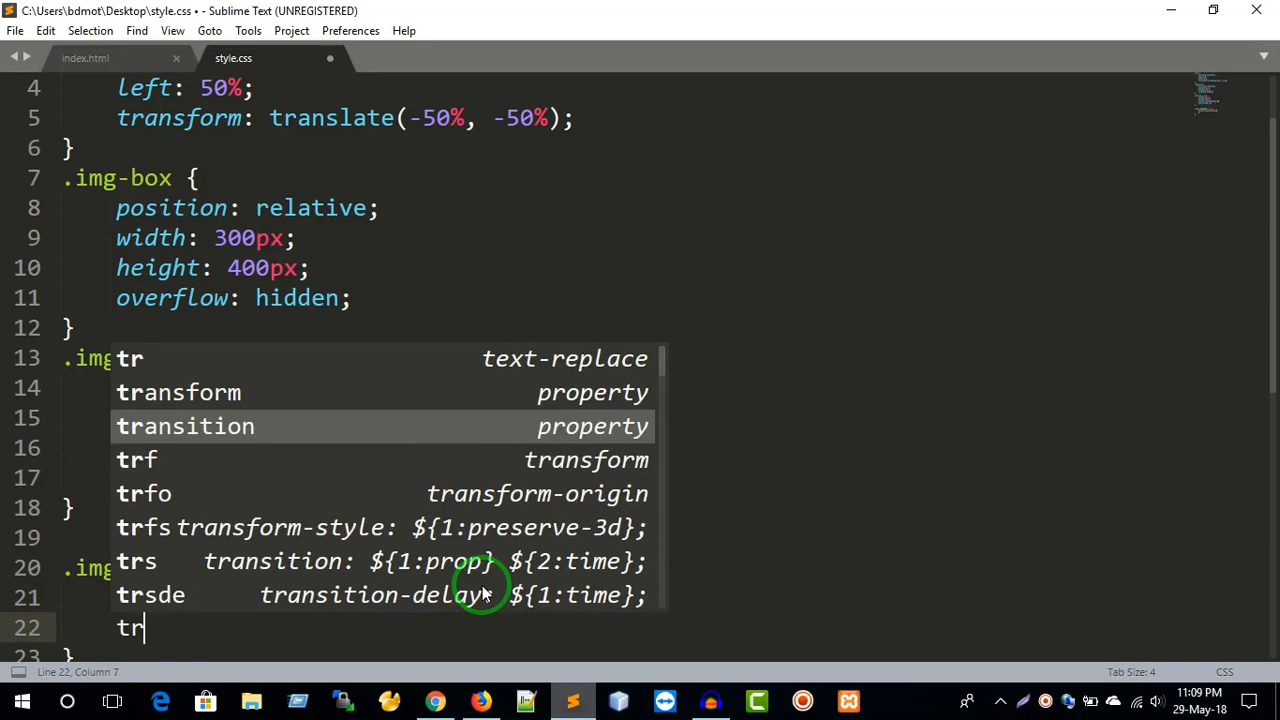 C:\Users\bdmot\Desktop\style.css • - Sublime Text (UNREGISTERED)
File Edit Selection Find View Goto Tools Project Preferences Help
index.html style.css
4 left: 50%;
5 transform: translate(-50%, -50%);
6 }
7 .img-box {
8 position: relative;
9 width: 300px;
10 height: 400px;
11 overflow: hidden;
12 }
13 .img
tr text-replace
14
transform property
15
transition property
16
trf transform
17
trfo transform-origin
18 }
trfs transform-style: ${1:preserve-3d};
19
trs transition: ${1:prop} ${2:time};
20 .img
trsde transition-delay: ${1:time};
21
22 tr
23 }
Line 22, Column 7 Tab Size: 4 CSS
11:09 PM
29-May-18